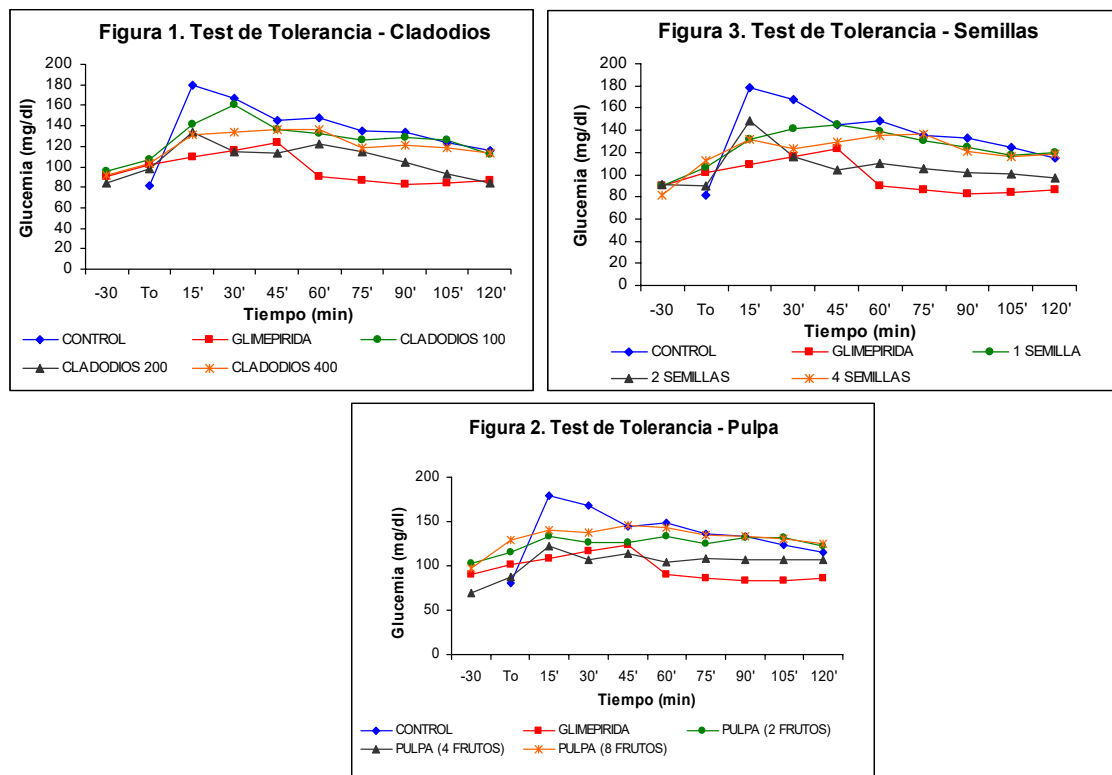 Figura 1. Test de Tolerancia - Cladodios
Glucemia (mg/dl)
200
180
160
140
120
100
80
60
40
20
0
-30 To 15' 30' 45' 60' 75' 90' 105' 120'
Tiempo (min)
CONTROL GLIMEPIRIDA CLADODIOS 100
CLADODIOS 200 CLADODIOS 400
Figura 3. Test de Tolerancia - Semillas
Glucemia (mg/dl)
200
180
160
140
120
100
80
60
40
20
0
-30 To 15' 30' 45' 60' 75' 90' 105' 120'
Tiempo (min)
CONTROL GLIMEPIRIDA 1 SEMILLA
2 SEMILLAS 4 SEMILLAS
Figura 2. Test de Tolerancia - Pulpa
Glucemia (mg/dl)
200
150
100
50
0
-30 To 15' 30' 45' 60' 75' 90' 105' 120'
Tiempo (min)
CONTROL GLIMEPIRIDA PULPA (2 FRUTOS)
PULPA (4 FRUTOS) PULPA (8 FRUTOS)